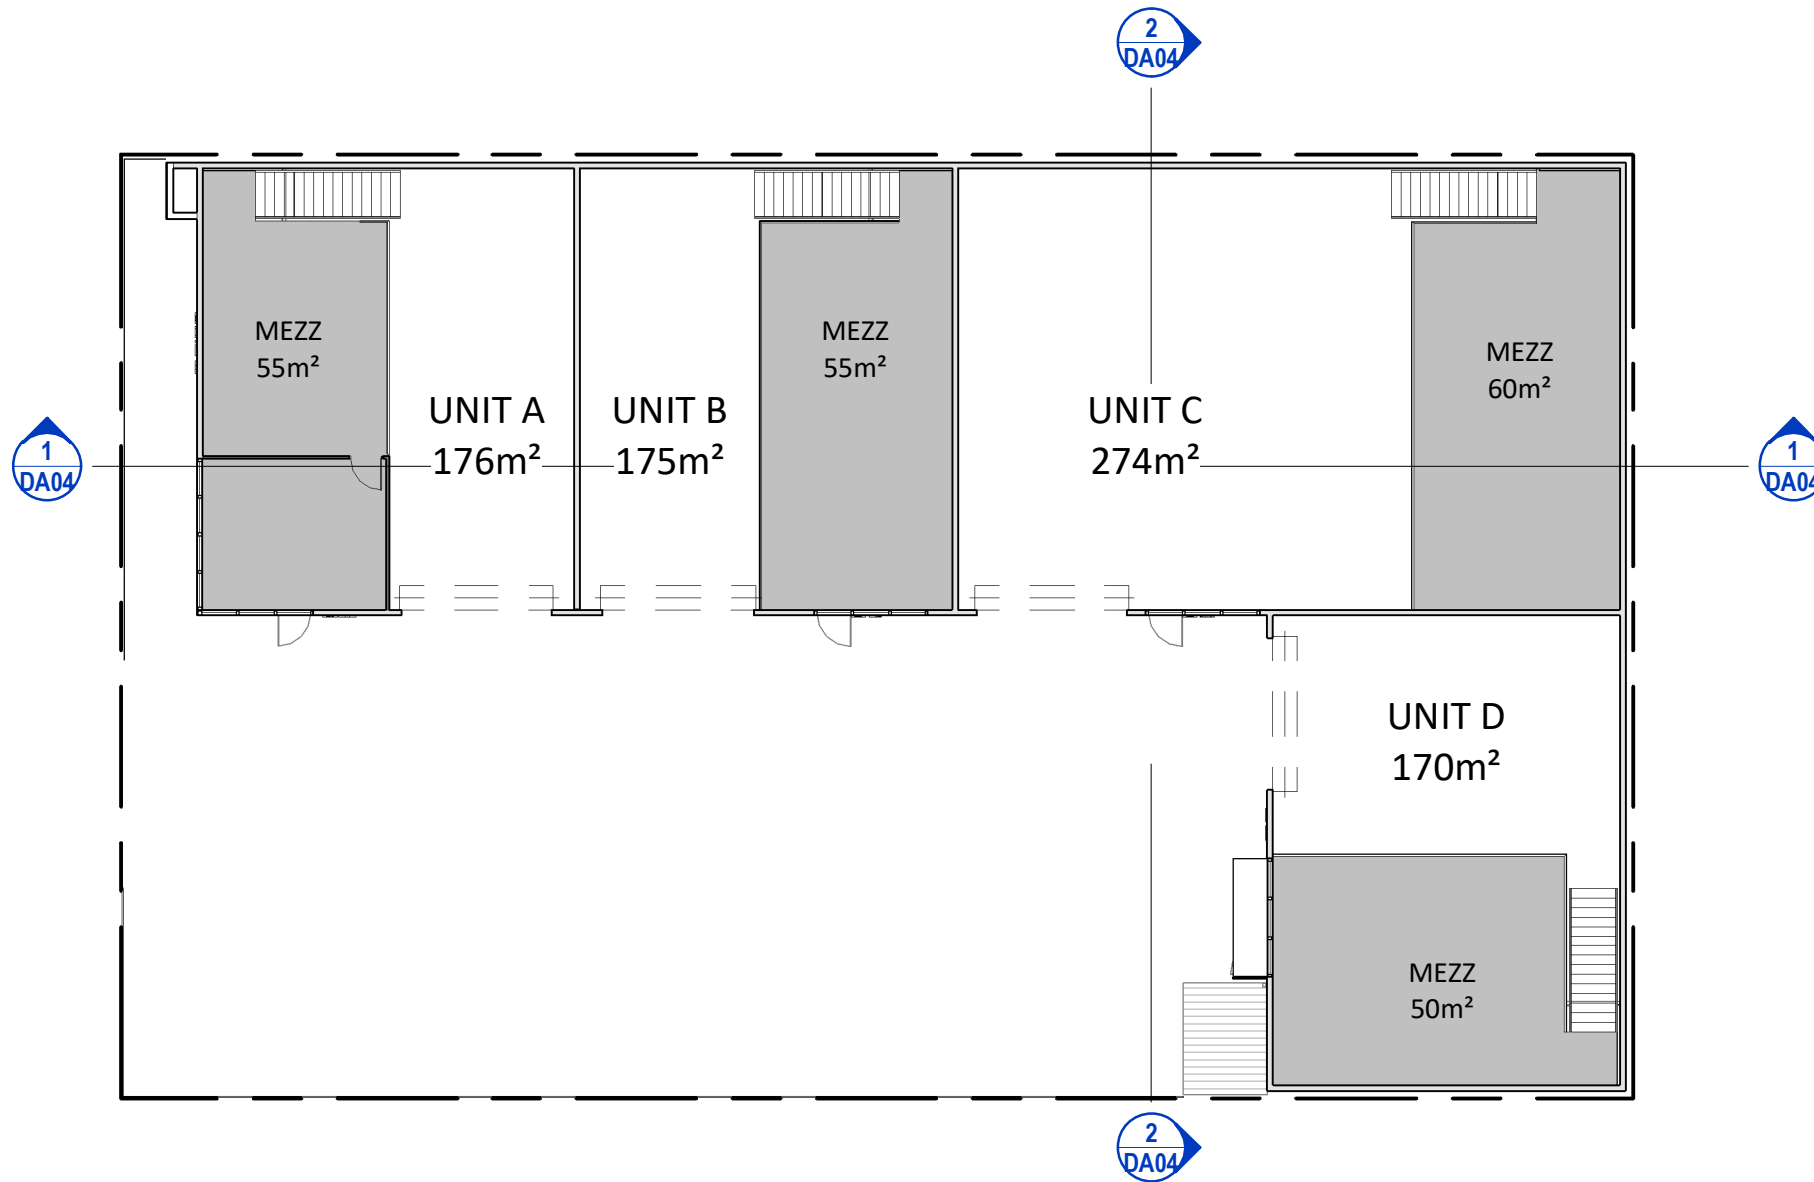 2
DA04
MEZZ
55m²
MEZZ
55m²
MEZZ
60m²
UNIT A
176m²
UNIT B
175m²
UNIT C
274m²
1
DA04
1
DA04
UNIT D
170m²
MEZZ
50m²
2
DA04